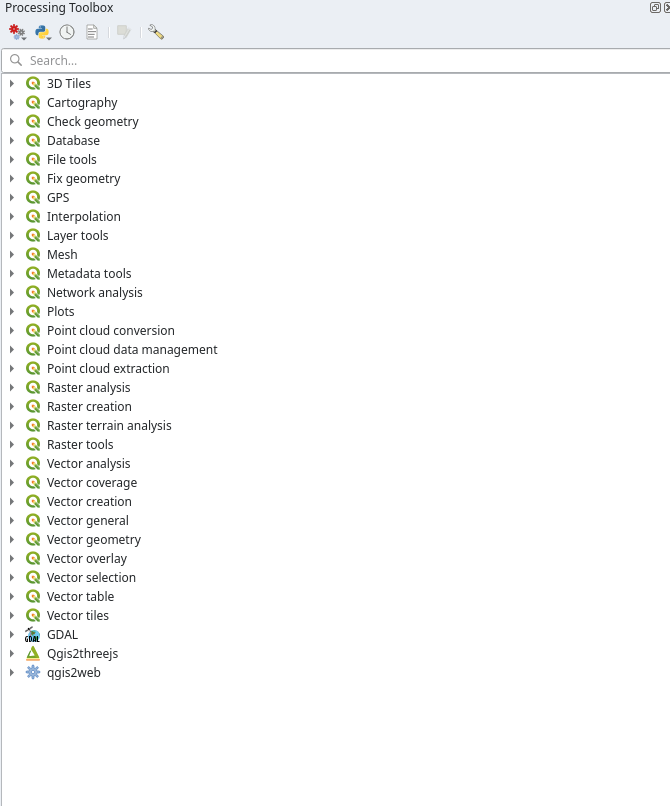 Processing Toolbox
Search...
3D Tiles
Cartography
Check geometry
Database
File tools
Fix geometry
GPS
Interpolation
Layer tools
Mesh
Metadata tools
Network analysis
Plots
Point cloud conversion
Point cloud data management
Point cloud extraction
Raster analysis
Raster creation
Raster terrain analysis
Raster tools
Vector analysis
Vector coverage
Vector creation
Vector general
Vector geometry
Vector overlay
Vector selection
Vector table
Vector tiles
GDAL GDAL
Qgis2threejs
qgis2web